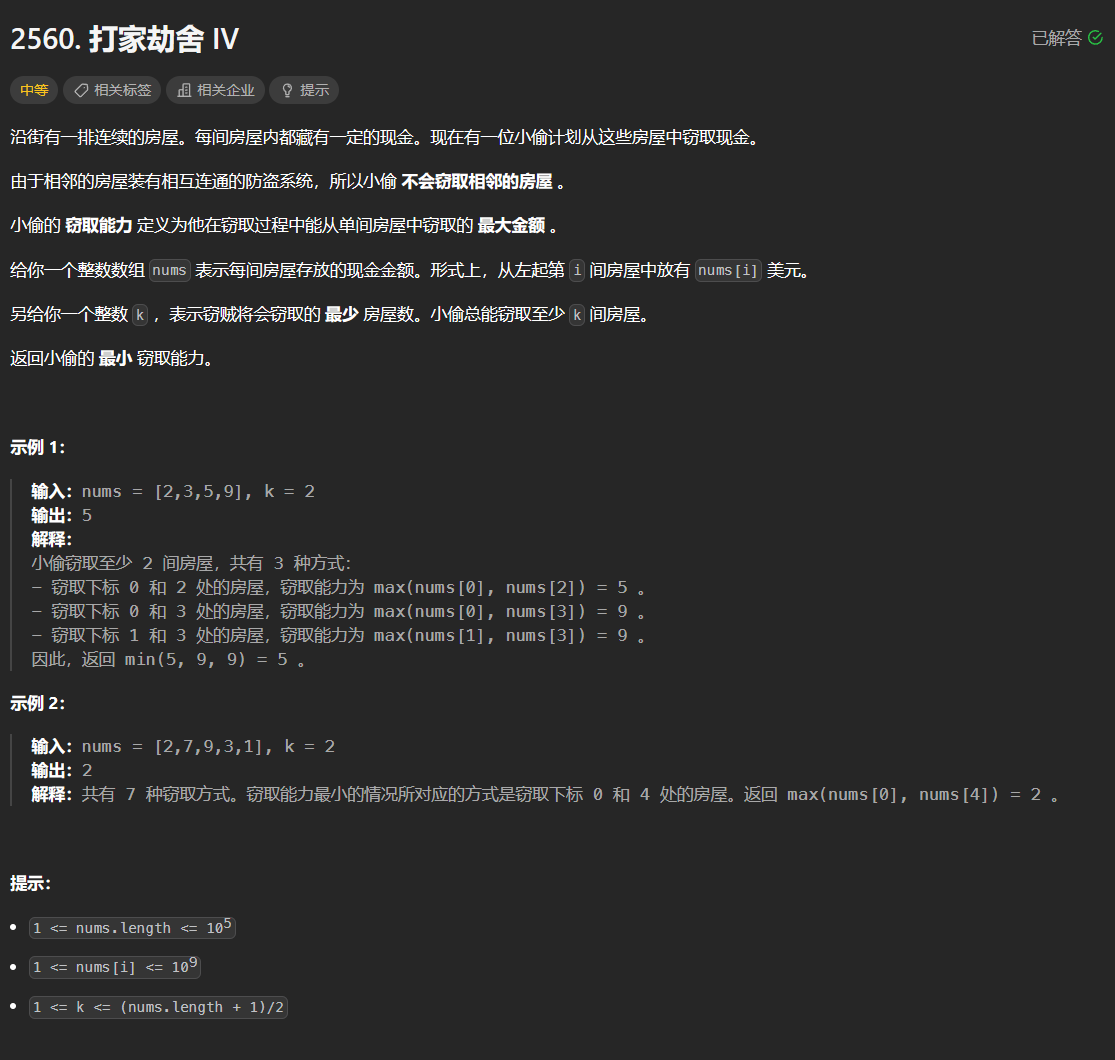 2560. 打家劫舍 IV
已解答
中等 相关标签 相关企业 提示
沿街有一排连续的房屋。每间房屋内都藏有一定的现金。现在有一位小偷计划从这些房屋中窃取现金。
由于相邻的房屋装有相互连通的防盗系统，所以小偷 不会窃取相邻的房屋 。
小偷的 窃取能力 定义为他在窃取过程中能从单间房屋中窃取的 最大金额 。
给你一个整数数组 nums 表示每间房屋存放的现金金额。形式上，从左起第 i 间房屋中放有 nums[i] 美元。
另给你一个整数 k ，表示窃贼将会窃取的 最少 房屋数。小偷总能窃取至少 k 间房屋。
返回小偷的 最小 窃取能力。
示例 1：
输入：nums = [2,3,5,9], k = 2
输出：5
解释：
小偷窃取至少 2 间房屋，共有 3 种方式：
- 窃取下标 0 和 2 处的房屋，窃取能力为 max(nums[0], nums[2]) = 5 。
- 窃取下标 0 和 3 处的房屋，窃取能力为 max(nums[0], nums[3]) = 9 。
- 窃取下标 1 和 3 处的房屋，窃取能力为 max(nums[1], nums[3]) = 9 。
因此，返回 min(5, 9, 9) = 5 。
示例 2：
输入：nums = [2,7,9,3,1], k = 2
输出：2
解释：共有 7 种窃取方式。窃取能力最小的情况所对应的方式是窃取下标 0 和 4 处的房屋。返回 max(nums[0], nums[4]) = 2 。
提示：
• 1 <= nums.length <= 10⁵
• 1 <= nums[i] <= 10⁹
• 1 <= k <= (nums.length + 1)/2